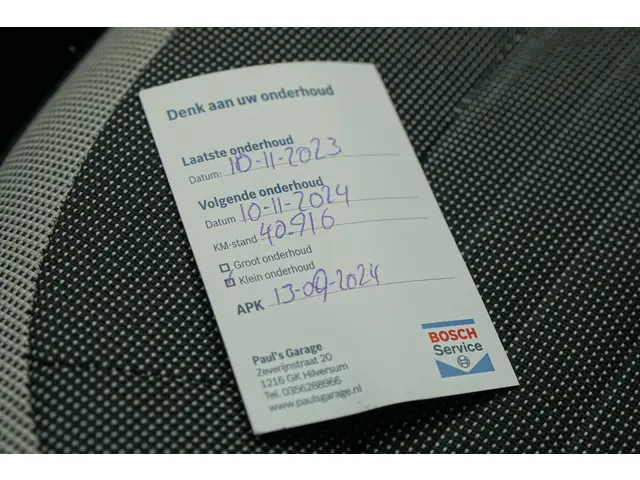 Denk aan uw onderhoud
Laatste onderhoud
Datum: 10-11-2023
Volgende onderhoud
Datum 10-11-2024
KM-stand 40.916
Groot onderhoud
Klein onderhoud
APK 13-09-2024
Paul's Garage
Zeverijnstraat 20
1216 GK Hilversum
Tel. 0356288966
www.paulsgarage.nl
BOSCH
Service